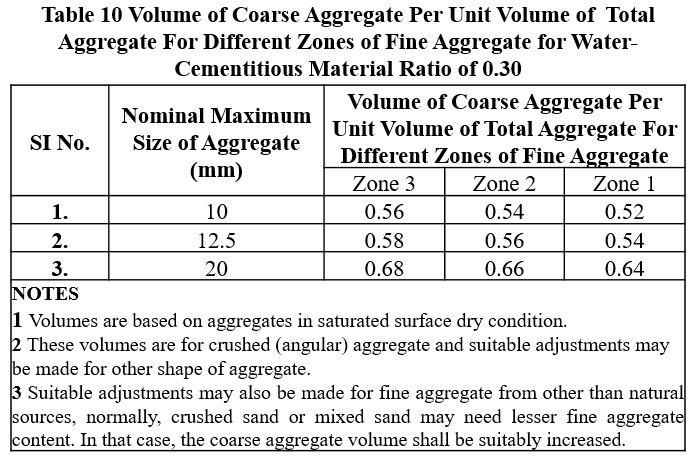 Table 10 Volume of Coarse Aggregate Per Unit Volume of Total
Aggregate For Different Zones of Fine Aggregate for Water-
Cementitious Material Ratio of 0.30
SI No.
Nominal Maximum
Size of Aggregate
(mm)
Volume of Coarse Aggregate Per
Unit Volume of Total Aggregate For
Different Zones of Fine Aggregate
Zone 3 Zone 2 Zone 1
1. 10 0.56 0.54 0.52
2. 12.5 0.58 0.56 0.54
3. 20 0.68 0.66 0.64
NOTES
1 Volumes are based on aggregates in saturated surface dry condition.
2 These volumes are for crushed (angular) aggregate and suitable adjustments may
be made for other shape of aggregate.
3 Suitable adjustments may also be made for fine aggregate from other than natural
sources, normally, crushed sand or mixed sand may need lesser fine aggregate
content. In that case, the coarse aggregate volume shall be suitably increased.